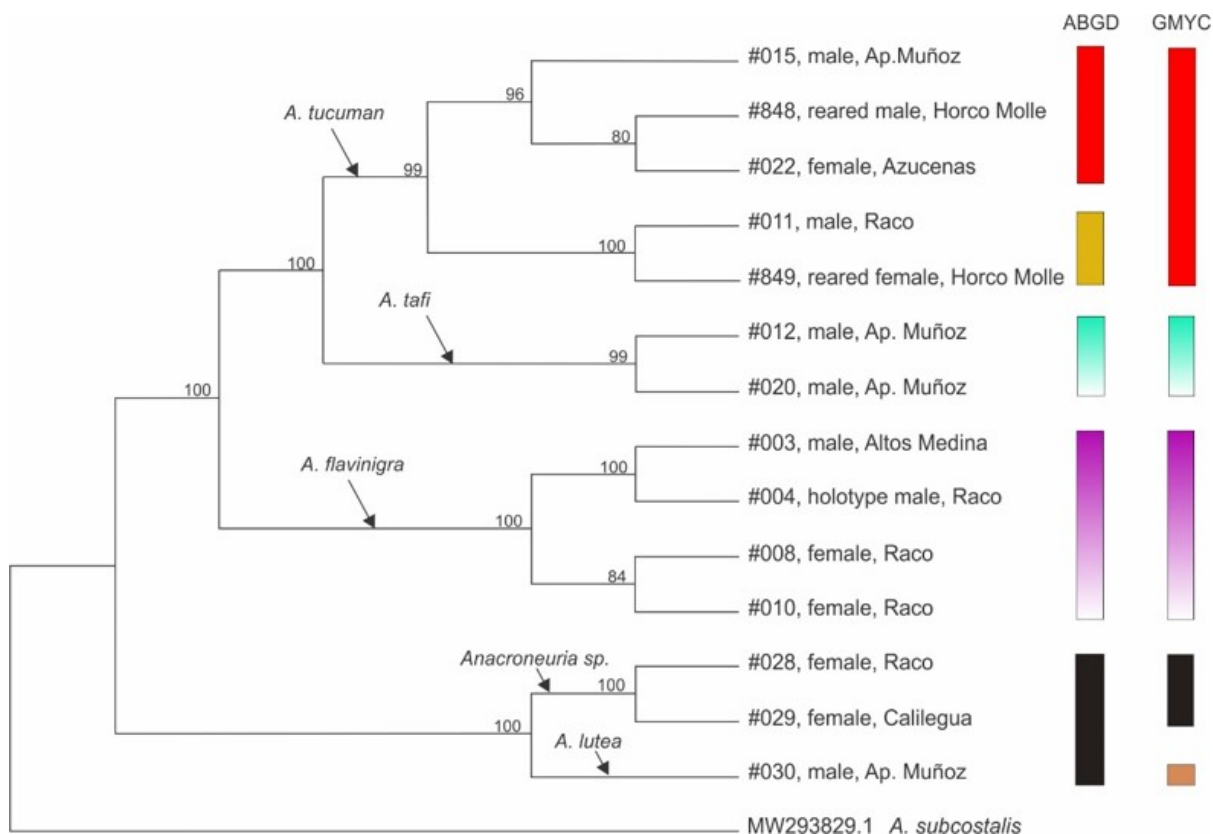 ABGD GMYC
#015, male, Ap.Muñoz
96
#848, reared male, Horco Molle
A. tucuman
80
#022, female, Azucenas
99
#011, male, Raco
100
#849, reared female, Horco Molle
100
A. tafi
#012, male, Ap. Muñoz
99
#020, male, Ap. Muñoz
100
#003, male, Altos Medina
A. flavinigra
100
#004, holotype male, Raco
100
#008, female, Raco
84
#010, female, Raco
Anacroneuria sp.
#028, female, Raco
100
#029, female, Calilegua
100
A. lutea
#030, male, Ap. Muñoz
MW293829.1 A. subcostalis